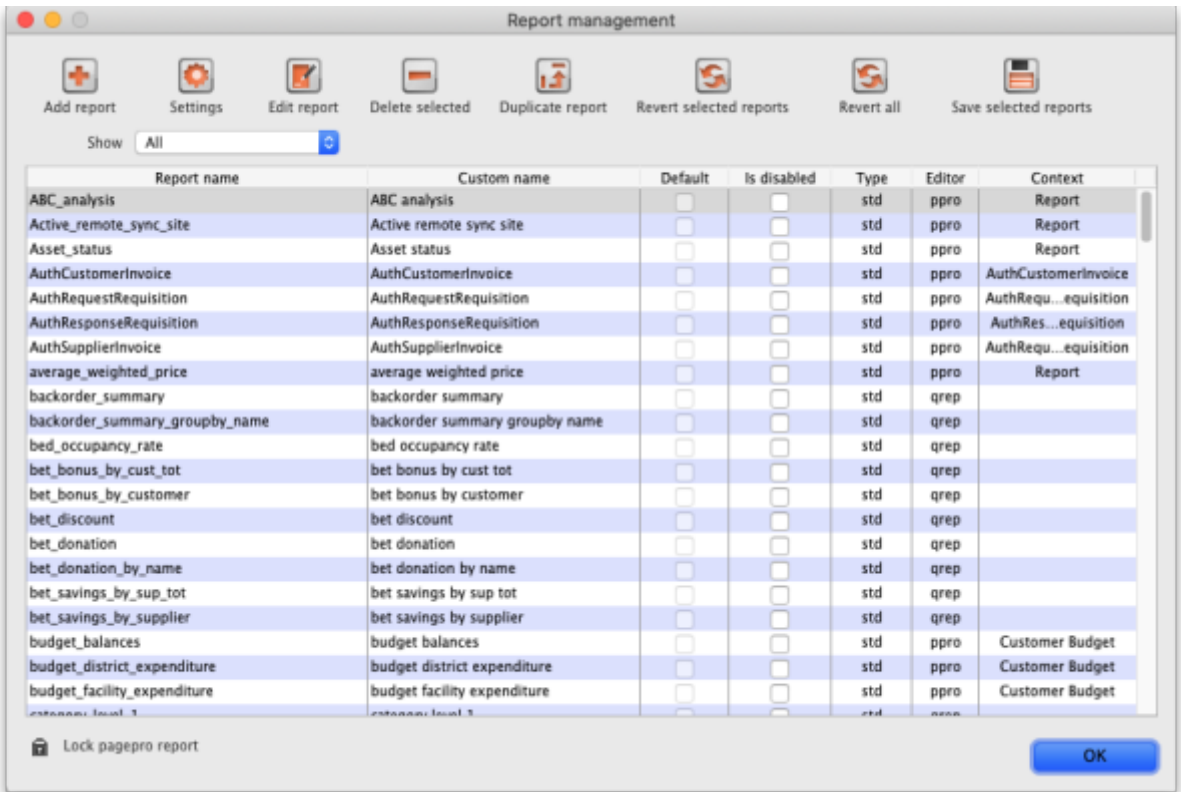 Report management
Add report Settings Edit report Delete selected Duplicate report Revert selected reports Revert all Save selected reports
Show All
Report name Custom name Default Is disabled Type Editor Context
ABC_analysis ABC analysis std ppro Report
Active_remote_sync_site Active remote sync site std ppro Report
Asset_status Asset status std ppro Report
AuthCustomerInvoice AuthCustomerInvoice std ppro AuthCustomerInvoice
AuthRequestRequisition AuthRequestRequisition std ppro AuthRequ...equisition
AuthResponseRequisition AuthResponseRequisition std ppro AuthRes...equisition
AuthSupplierInvoice AuthSupplierInvoice std ppro AuthRequ...equisition
average_weighted_price average weighted price std ppro Report
backorder_summary backorder summary std qrep
backorder_summary_groupby_name backorder summary groupby name std qrep
bed_occupancy_rate bed occupancy rate std qrep
bet_bonus_by_cust_tot bet bonus by cust tot std qrep
bet_bonus_by_customer bet bonus by customer std qrep
bet_discount bet discount std qrep
bet_donation bet donation std qrep
bet_donation_by_name bet donation by name std qrep
bet_savings_by_sup_tot bet savings by sup tot std qrep
bet_savings_by_supplier bet savings by supplier std qrep
budget_balances budget balances std ppro Customer Budget
budget_district_expenditure budget district expenditure std ppro Customer Budget
budget_facility_expenditure budget facility expenditure std ppro Customer Budget
category_level_1 category level 1 std qrep
Lock pagepro report
OK